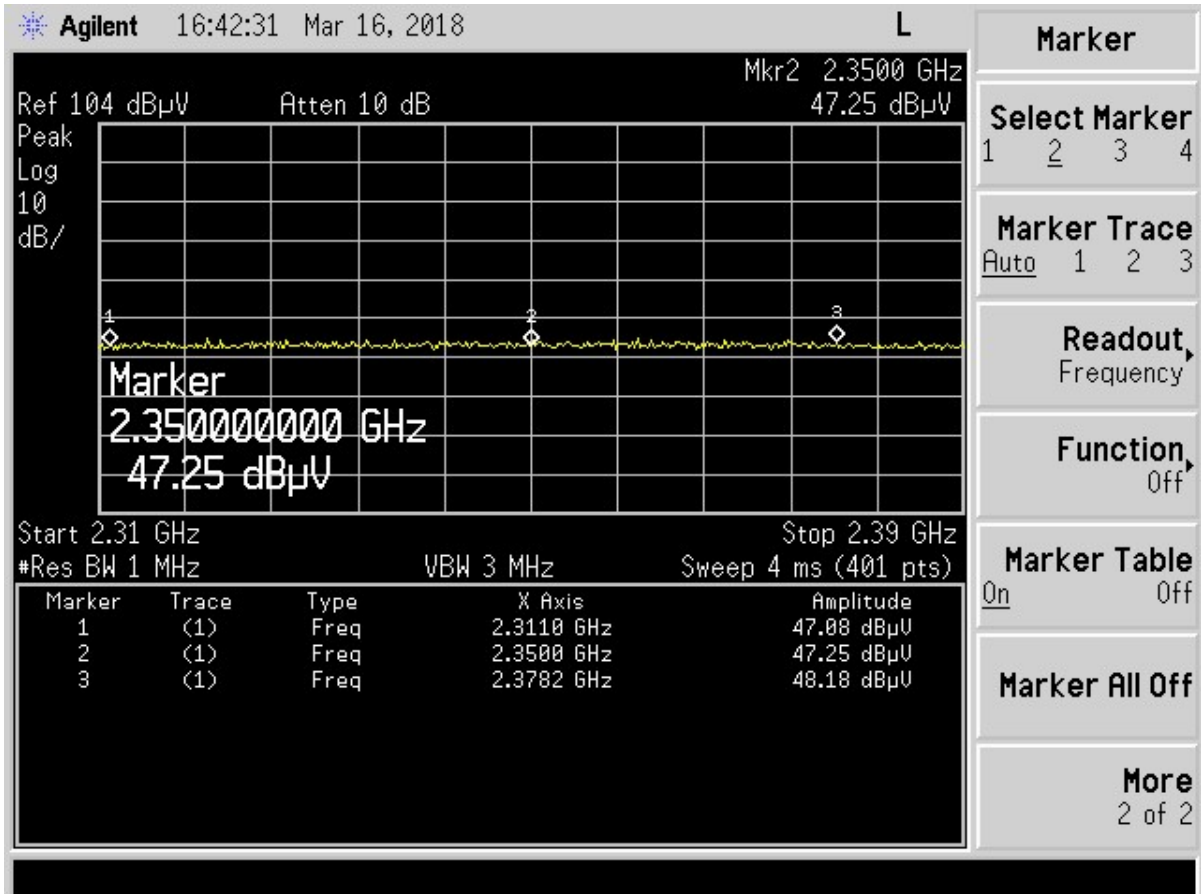 Agilent 16:42:31 Mar 16, 2018 L
Mkr2 2.3500 GHz
Ref 104 dBµV Atten 10 dB 47.25 dBµV
Peak
Log
10
dB/
1 2 3
Marker
2.350000000 GHz
47.25 dBµV
Start 2.31 GHz Stop 2.39 GHz
#Res BW 1 MHz VBW 3 MHz Sweep 4 ms (401 pts)
Marker Trace Type X Axis Amplitude
1 (1) Freq 2.3110 GHz 47.08 dBµV
2 (1) Freq 2.3500 GHz 47.25 dBµV
3 (1) Freq 2.3782 GHz 48.18 dBµV
Marker
Select Marker
1 2 3 4
Marker Trace
Auto 1 2 3
Readout
Frequency
Function
Off
Marker Table
On Off
Marker All Off
More
2 of 2